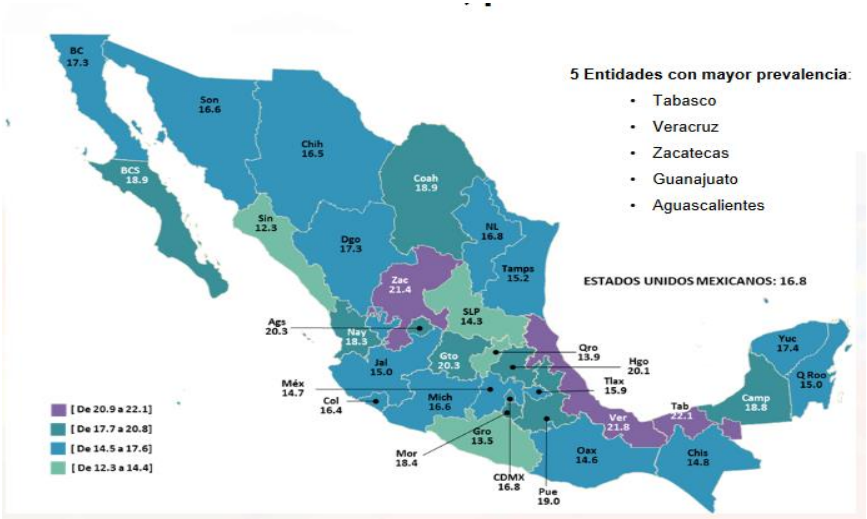 BC
17.3
Son
16.6
Chih
16.5
BCS
18.9
Coah
18.9
Sin
12.3
Dgo
17.3
NL
16.8
Tamps
15.2
Zac
21.4
SLP
14.3
Ags
20.3
Nay
18.3
Gto
20.3
Qro
13.9
Hgo
20.1
Jal
15.0
Méx
14.7
Tlax
15.9
Col
16.4
Mich
16.6
Gro
13.5
Mor
18.4
CDMX
16.8
Pue
19.0
Ver
21.8
Tab
22.1
Oax
14.6
Chis
14.8
Camp
18.8
Yuc
17.4
Q Roo
15.0
5 Entidades con mayor prevalencia:
• Tabasco
• Veracruz
• Zacatecas
• Guanajuato
• Aguascalientes
ESTADOS UNIDOS MEXICANOS: 16.8
[ De 20.9 a 22.1]
[ De 17.7 a 20.8]
[ De 14.5 a 17.6]
[ De 12.3 a 14.4]